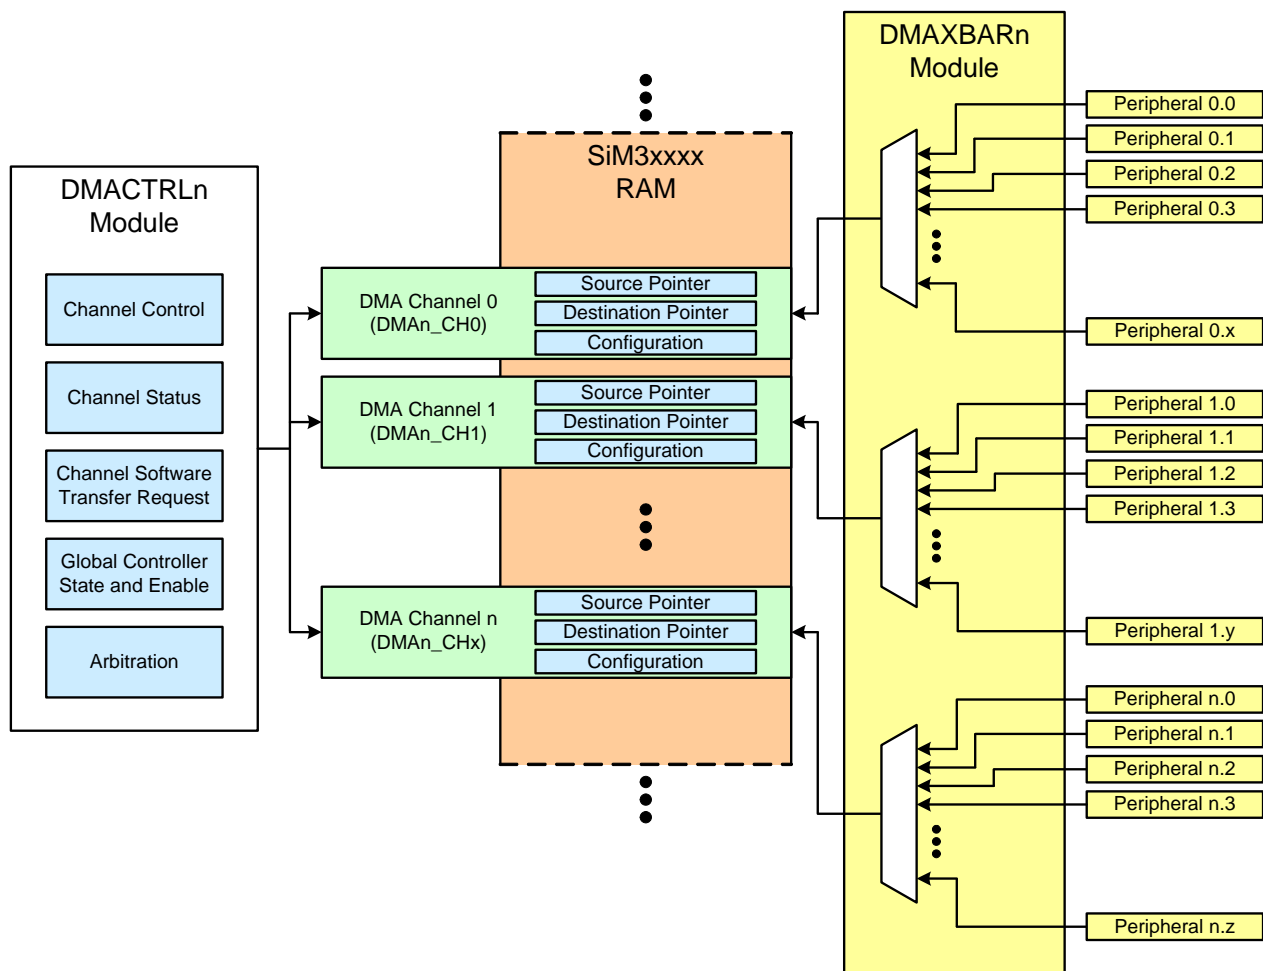 DMACTRLn
Module
Channel Control
Channel Status
Channel Software
Transfer Request
Global Controller
State and Enable
Arbitration
SiM3xxxx
RAM
DMA Channel 0
(DMAn_CH0)
Source Pointer
Destination Pointer
Configuration
DMA Channel 1
(DMAn_CH1)
Source Pointer
Destination Pointer
Configuration
DMA Channel n
(DMAn_CHx)
Source Pointer
Destination Pointer
Configuration
DMAXBARn
Module
Peripheral 0.0
Peripheral 0.1
Peripheral 0.2
Peripheral 0.3
Peripheral 0.x
Peripheral 1.0
Peripheral 1.1
Peripheral 1.2
Peripheral 1.3
Peripheral 1.y
Peripheral n.0
Peripheral n.1
Peripheral n.2
Peripheral n.3
Peripheral n.z